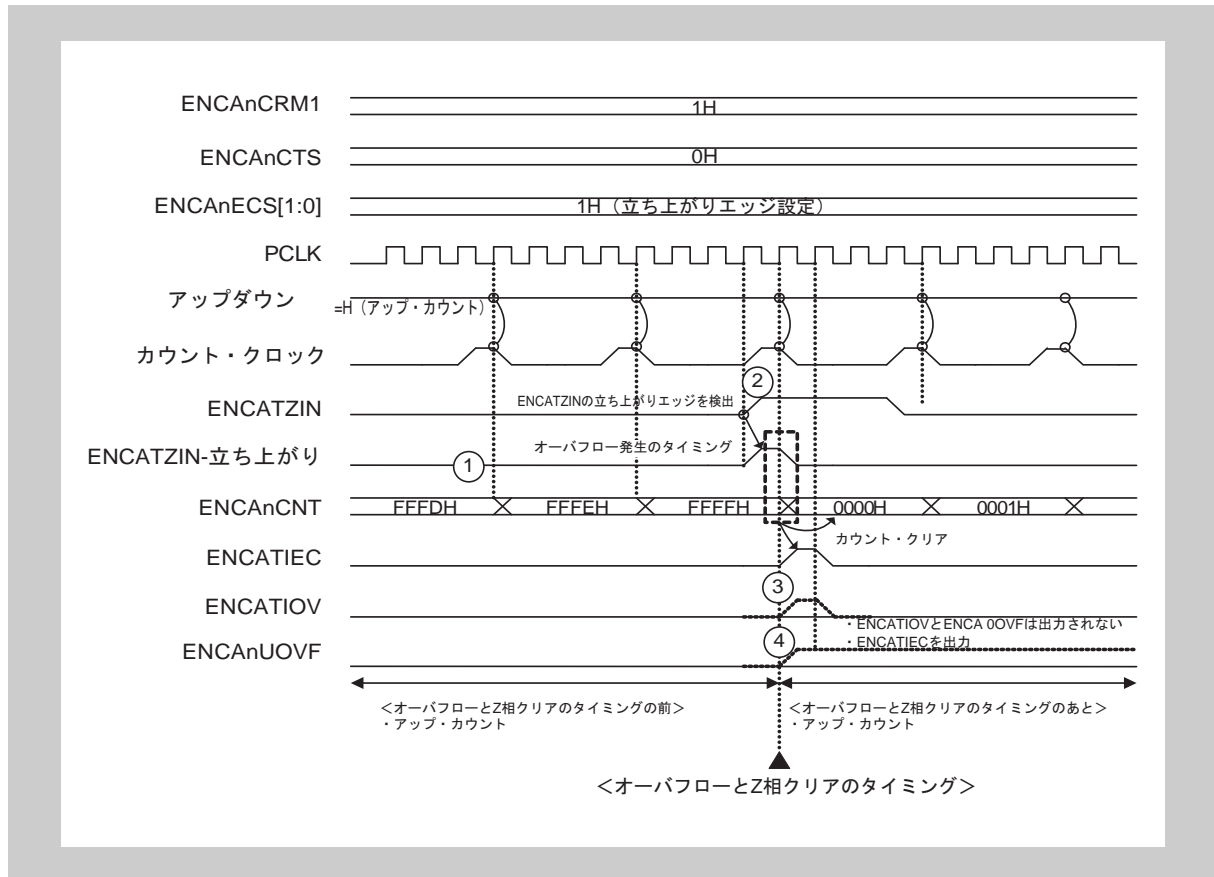 ENCAnCRM1
1H
ENCAnCTS
0H
ENCAnECS[1:0]
1H（立ち上がりエッジ設定）
PCLK
アップダウン
=H（アップ・カウント）
カウント・クロック
②
ENCATZIN
ENCATZINの立ち上がりエッジを検出
オーバフロー発生のタイミング
ENCATZIN-立ち上がり
①
ENCAnCNT
FFFDH FFFEH FFFFH 0000H 0001H
カウント・クリア
ENCATIEC
③
ENCATIOV
・ENCATIOVとENCA 0OVFは出力されない
④
・ENCATIECを出力
ENCAnUOVF
＜オーバフローとZ相クリアのタイミングの前＞
・アップ・カウント
＜オーバフローとZ相クリアのタイミングのあと＞
・アップ・カウント
＜オーバフローとZ相クリアのタイミング＞